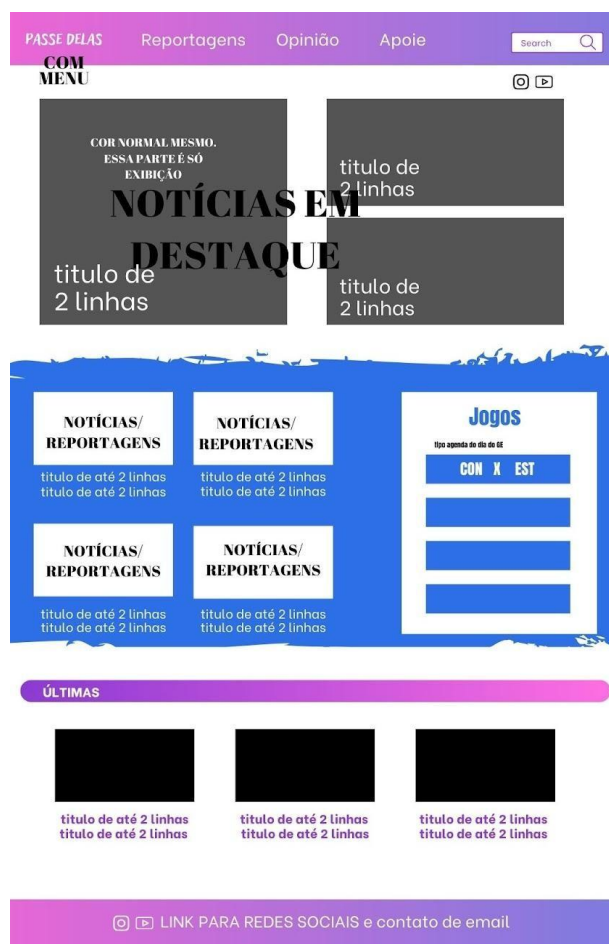 PASSE DELAS
Reportagens
Opinião
Apoie
Search
COM
MENU
COR NORMAL MESMO.
ESSA PARTE É SÓ
EXIBIÇÃO
NOTÍCIAS EM
DESTAQUE
titulo de
2 linhas
titulo de
2 linhas
titulo de
2 linhas
NOTÍCIAS/
REPORTAGENS
titulo de até 2 linhas
titulo de até 2 linhas
NOTÍCIAS/
REPORTAGENS
titulo de até 2 linhas
titulo de até 2 linhas
NOTÍCIAS/
REPORTAGENS
titulo de até 2 linhas
titulo de até 2 linhas
NOTÍCIAS/
REPORTAGENS
titulo de até 2 linhas
titulo de até 2 linhas
Jogos
tipo agenda do dia do GE
CON X EST
ÚLTIMAS
titulo de até 2 linhas
titulo de até 2 linhas
titulo de até 2 linhas
titulo de até 2 linhas
titulo de até 2 linhas
titulo de até 2 linhas
LINK PARA REDES SOCIAIS e contato de email